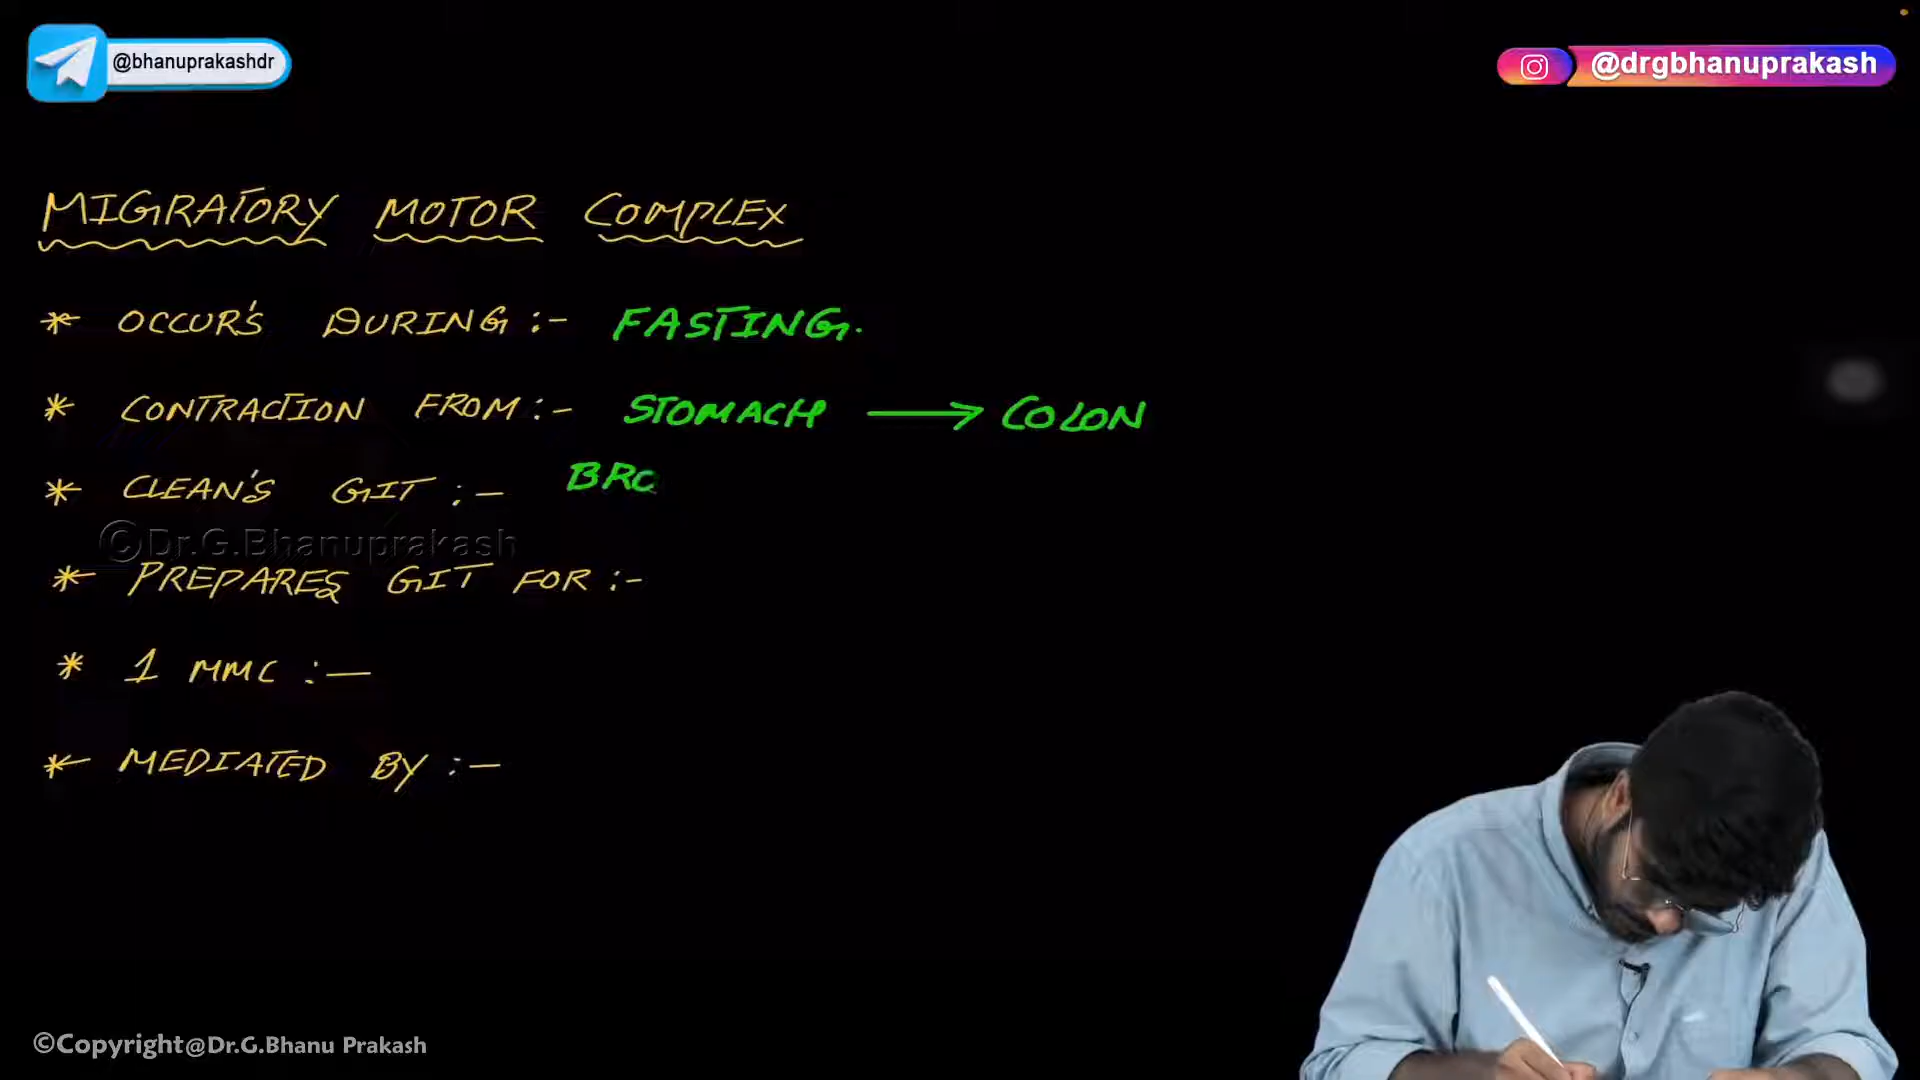 @bhanuprakashdr
@drgbhanuprakash
MIGRATORY MOTOR COMPLEX
* OCCUR'S DURING :- FASTING.
* CONTRACTION FROM :- STOMACH → COLON
* CLEAN'S GIT :- BRO
©Dr.G.Bhanuprakash
* PREPARES GIT FOR :-
* 1 MMC :-
* MEDIATED BY :-
©Copyright@Dr.G.Bhanu Prakash